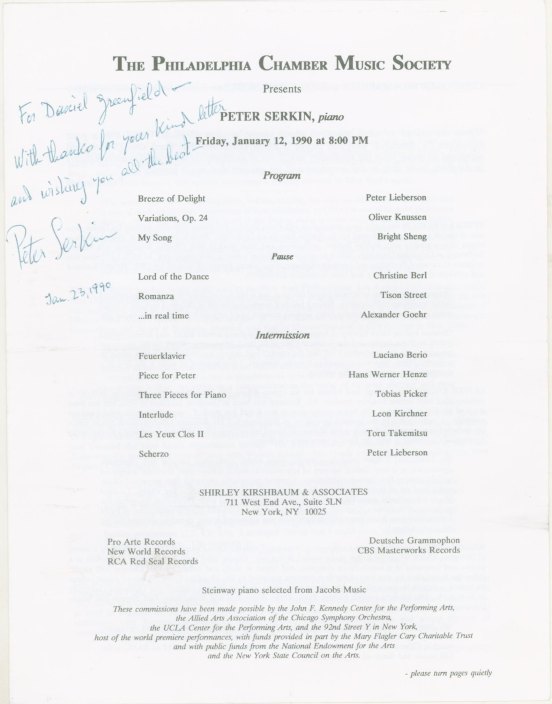 THE PHILADELPHIA CHAMBER MUSIC SOCIETY
Presents
PETER SERKIN, piano
Friday, January 12, 1990 at 8:00 PM
For Daniel Greenfield —
With thanks for your kind letter
and wishing you all the best—
Peter Serkin
Jan. 23, 1990
Program
Breeze of Delight Peter Lieberson
Variations, Op. 24 Oliver Knussen
My Song Bright Sheng
Pause
Lord of the Dance Christine Berl
Romanza Tison Street
...in real time Alexander Goehr
Intermission
Feuerklavier Luciano Berio
Piece for Peter Hans Werner Henze
Three Pieces for Piano Tobias Picker
Interlude Leon Kirchner
Les Yeux Clos II Toru Takemitsu
Scherzo Peter Lieberson
SHIRLEY KIRSHBAUM & ASSOCIATES
711 West End Ave., Suite 5LN
New York, NY 10025
Pro Arte Records Deutsche Grammophon
New World Records CBS Masterworks Records
RCA Red Seal Records
Steinway piano selected from Jacobs Music
These commissions have been made possible by the John F. Kennedy Center for the Performing Arts,
the Allied Arts Association of the Chicago Symphony Orchestra,
the UCLA Center for the Performing Arts, and the 92nd Street Y in New York,
host of the world premiere performances, with funds provided in part by the Mary Flagler Cary Charitable Trust
and with public funds from the National Endowment for the Arts
and the New York State Council on the Arts.
- please turn pages quietly